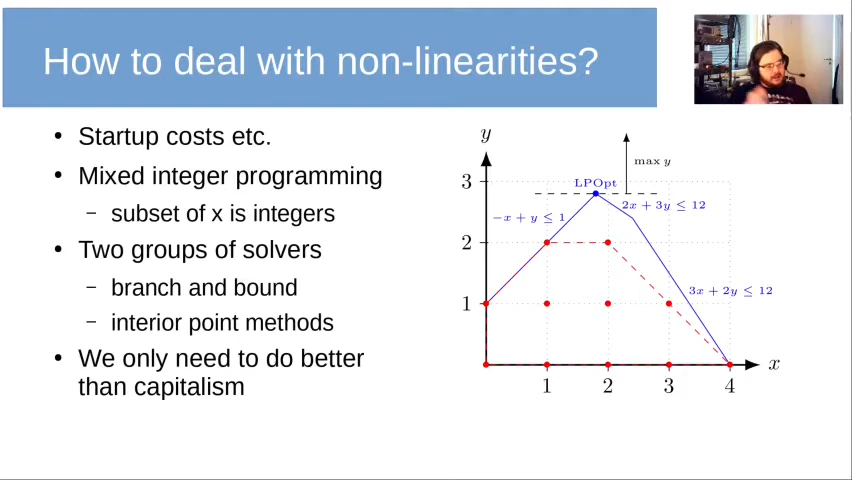 How to deal with non-linearities?
• Startup costs etc.
• Mixed integer programming
– subset of x is integers
• Two groups of solvers
– branch and bound
– interior point methods
• We only need to do better
than capitalism
y
max y
3
LPOpt
2x + 3y ≤ 12
−x + y ≤ 1
2
3x + 2y ≤ 12
1
x
1 2 3 4